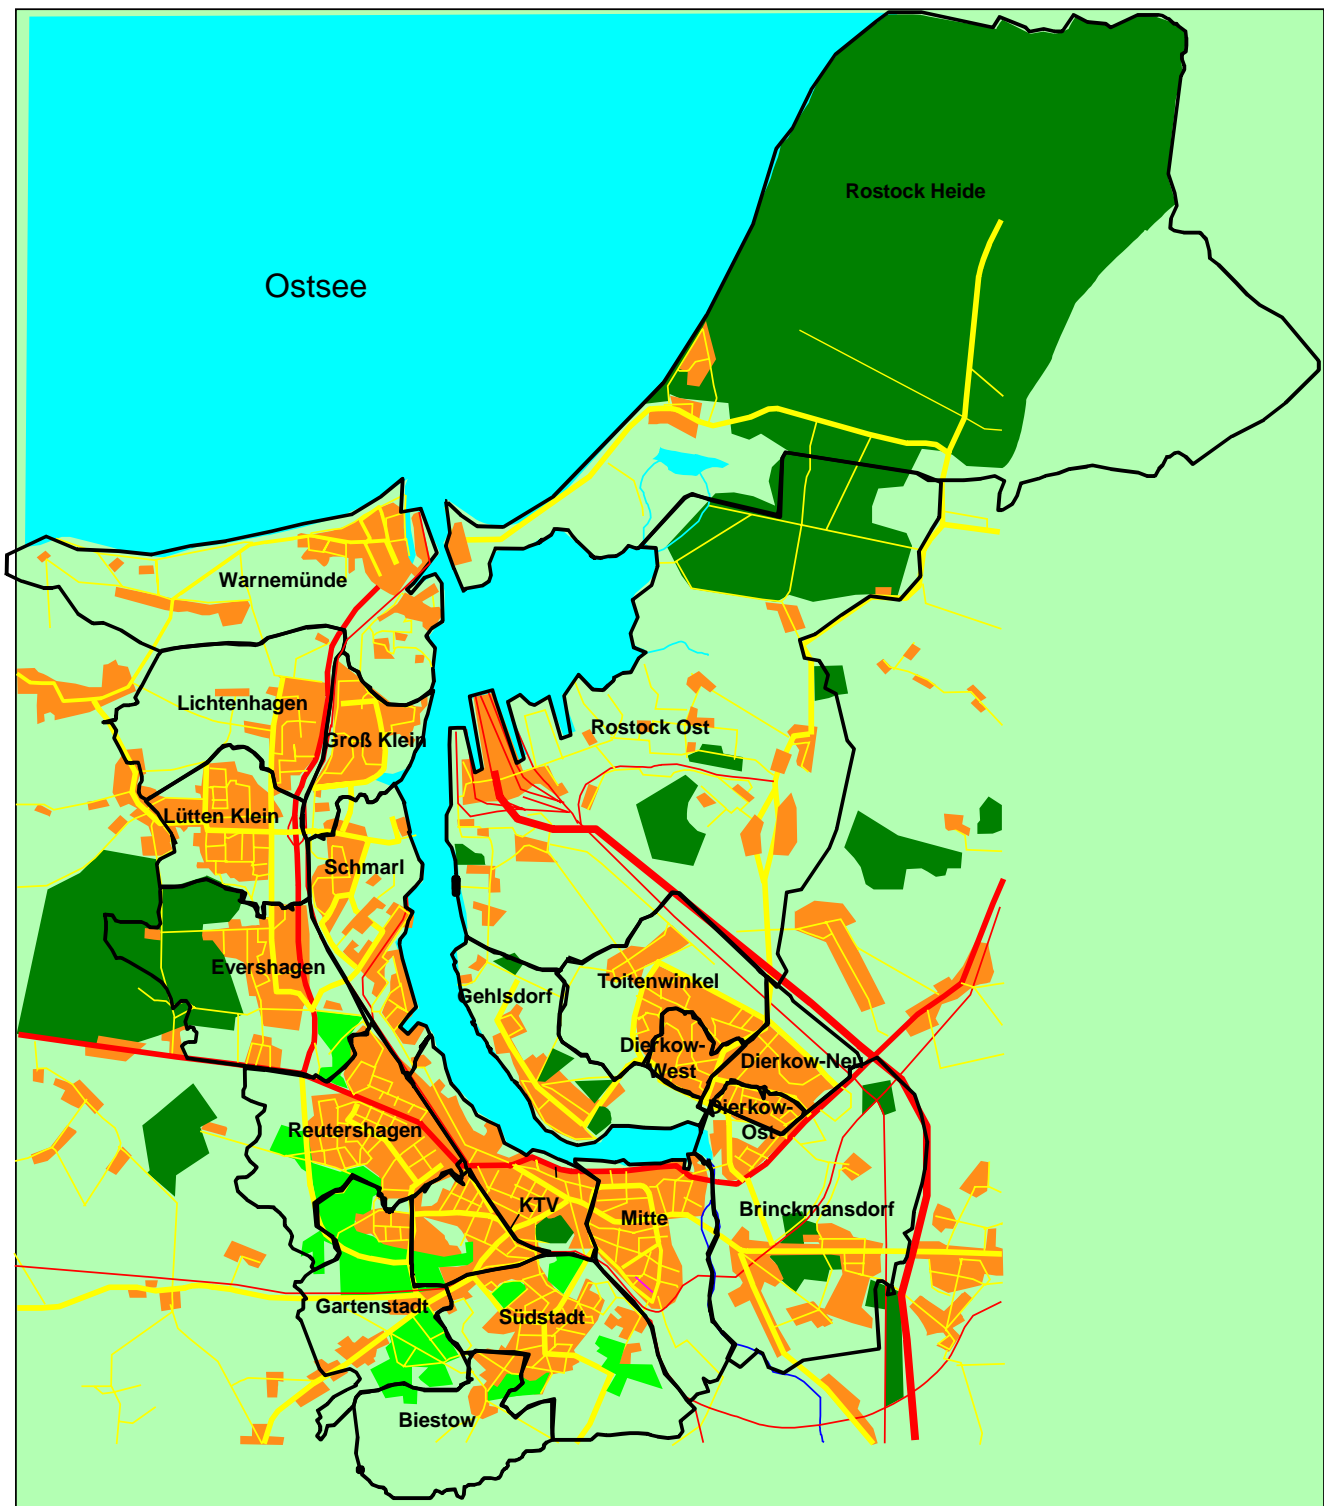 Rostock Heide
Ostsee
Warnemünde
Lichtenhagen
Rostock Ost
Groß Klein
Lütten Klein
Schmarl
Evershagen
Toitenwinkel
Gehlsdorf
Dierkow-
West
Dierkow-Neu
Dierkow-
Ost
Reutershagen
KTV
Mitte
Brinckmansdorf
Gartenstadt
Südstadt
Biestow